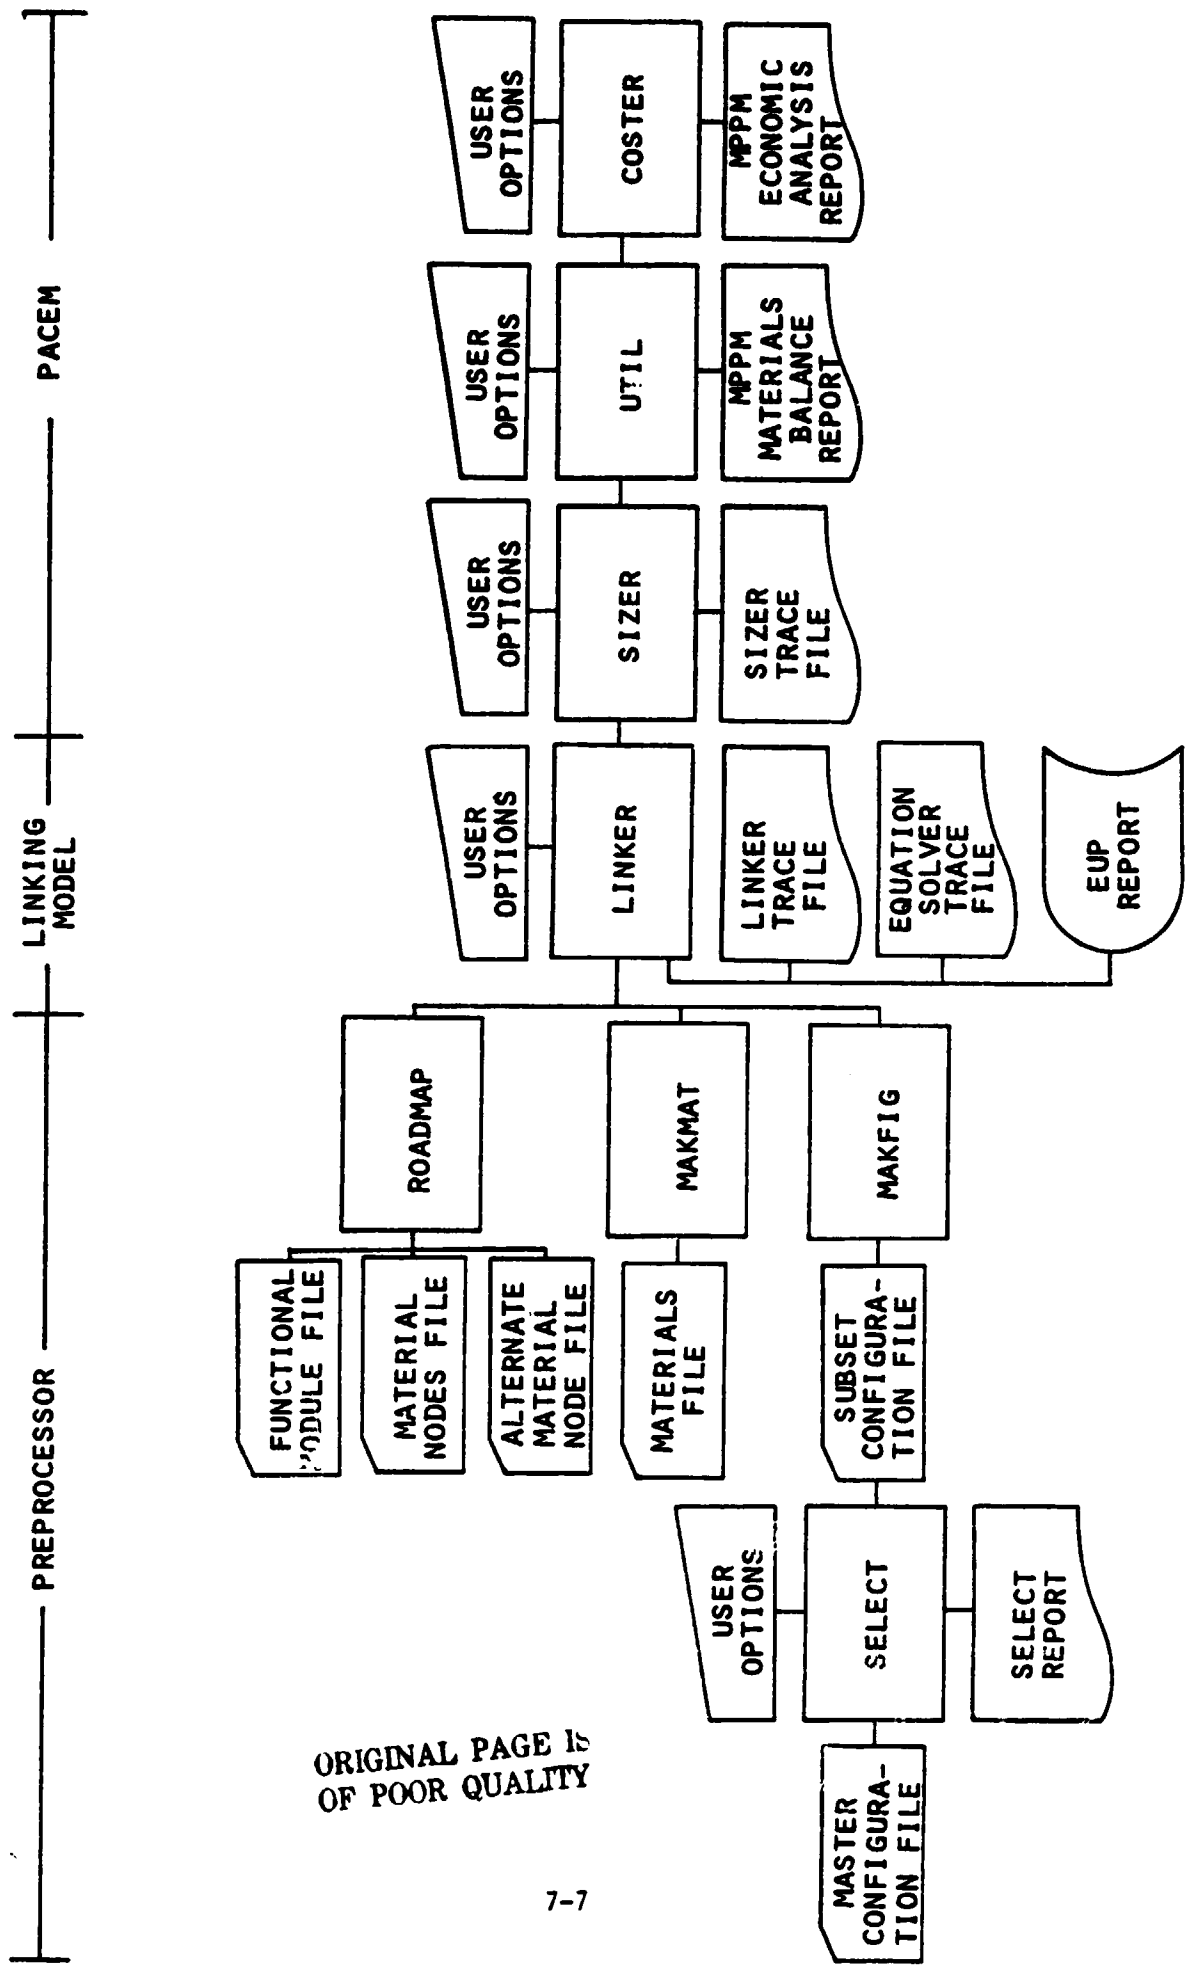 PREPROCESSOR
LINKING
MODEL
PACEM
FUNCTIONAL
MODULE FILE
MATERIAL
NODES FILE
ALTERNATE
MATERIAL
NODE FILE
ROADMAP
MATERIALS
FILE
MAKMAT
MASTER
CONFIGURA-
TION FILE
USER
OPTIONS
SELECT
SELECT
REPORT
SUBSET
CONFIGURA-
TION FILE
MAKFIG
USER
OPTIONS
LINKER
LINKER
TRACE
FILE
EQUATION
SOLVER
TRACE
FILE
EUP
REPORT
USER
OPTIONS
SIZER
SIZER
TRACE
FILE
USER
OPTIONS
UTIL
MPPM
MATERIALS
BALANCE
REPORT
USER
OPTIONS
COSTER
MPPM
ECONOMIC
ANALYSIS
REPORT
ORIGINAL PAGE IS
OF POOR QUALITY
7-7